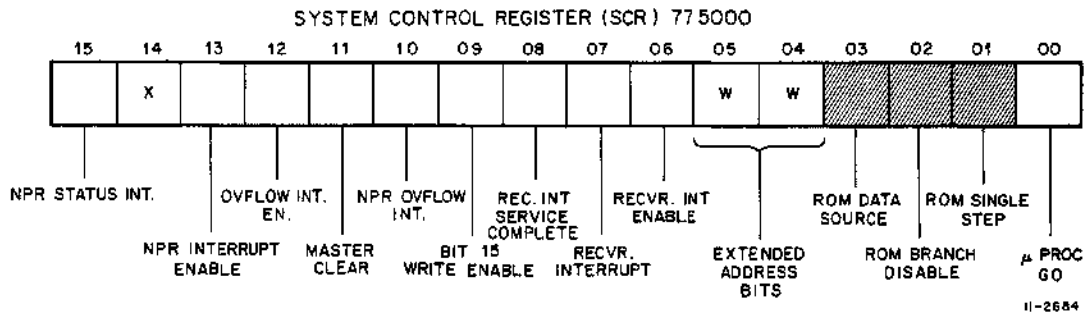 SYSTEM CONTROL REGISTER (SCR) 775000
15 14 13 12 11 10 09 08 07 06 05 04 03 02 01 00
X W W
NPR STATUS INT. OVFLOW INT. NPR OVFLOW REC. INT RECVR. INT ROM DATA ROM SINGLE
EN. INT. SERVICE ENABLE SOURCE STEP
COMPLETE
NPR INTERRUPT MASTER BIT 15 RECVR. EXTENDED ROM BRANCH μ PROC
ENABLE CLEAR WRITE ENABLE INTERRUPT ADDRESS DISABLE GO
BITS
11-2684